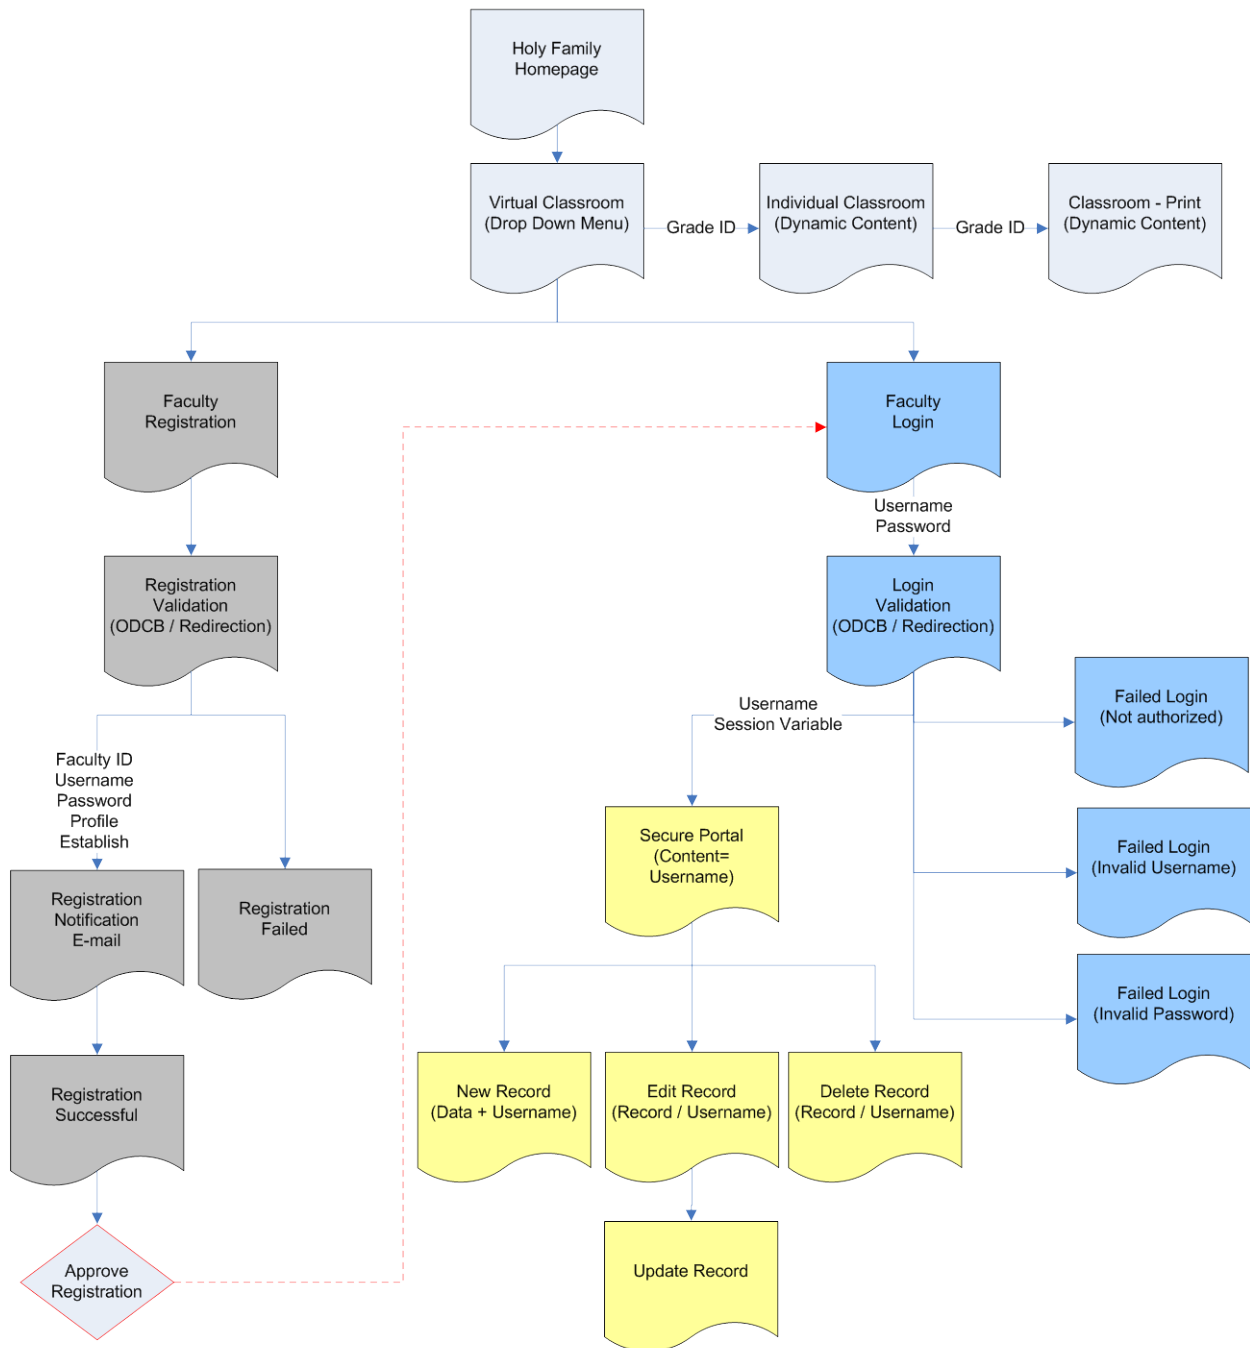 Holy Family
Homepage
Virtual Classroom
(Drop Down Menu)
Grade ID
Individual Classroom
(Dynamic Content)
Grade ID
Classroom - Print
(Dynamic Content)
Faculty
Registration
Faculty
Login
Username
Password
Registration
Validation
(ODCB / Redirection)
Login
Validation
(ODCB / Redirection)
Username
Session Variable
Failed Login
(Not authorized)
Faculty ID
Username
Password
Profile
Establish
Secure Portal
(Content=
Username)
Failed Login
(Invalid Username)
Registration
Notification
E-mail
Registration
Failed
Failed Login
(Invalid Password)
Registration
Successful
New Record
(Data + Username)
Edit Record
(Record / Username)
Delete Record
(Record / Username)
Approve
Registration
Update Record